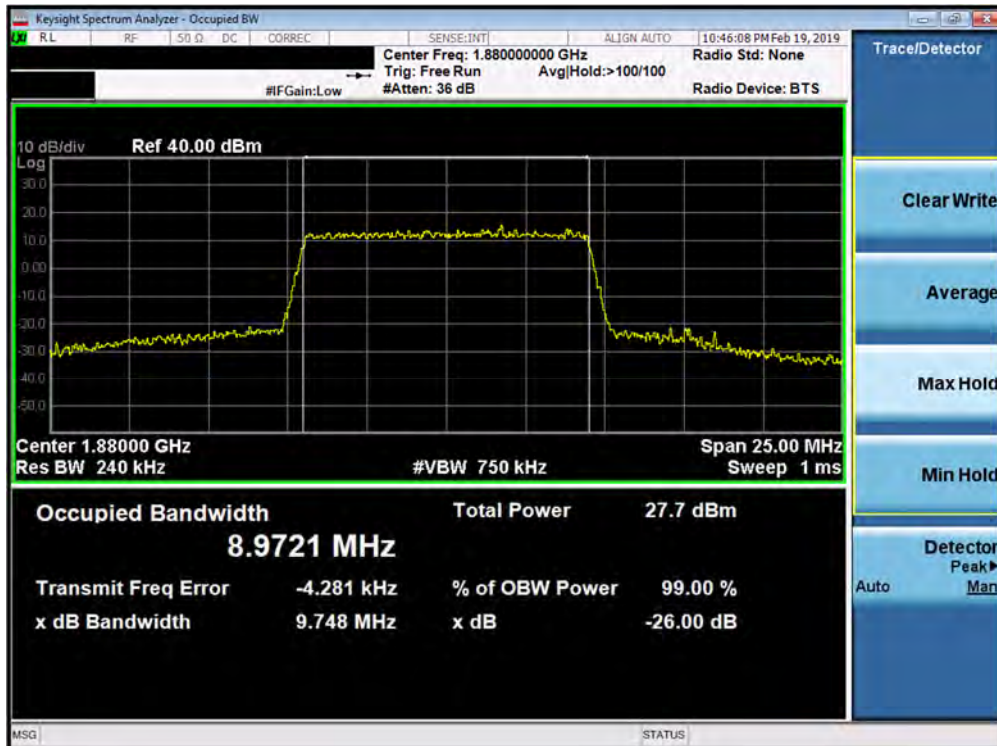 Keysight Spectrum Analyzer - Occupied BW
LXI RL RF 50 Ω DC CORREC SENSE:INT ALIGN AUTO 10:46:08 PM Feb 19, 2019
Center Freq: 1.880000000 GHz Radio Std: None
Trig: Free Run Avg|Hold:>100/100
#IFGain:Low #Atten: 36 dB Radio Device: BTS
10 dB/div Ref 40.00 dBm
Log
30.0
20.0
10.0
0.00
-10.0
-20.0
-30.0
-40.0
-50.0
Center 1.88000 GHz Span 25.00 MHz
Res BW 240 kHz #VBW 750 kHz Sweep 1 ms
Occupied Bandwidth Total Power 27.7 dBm
8.9721 MHz
Transmit Freq Error -4.281 kHz % of OBW Power 99.00 %
x dB Bandwidth 9.748 MHz x dB -26.00 dB
MSG STATUS
Trace/Detector
Clear Write
Average
Max Hold
Min Hold
Detector
Peak▶
Auto Man